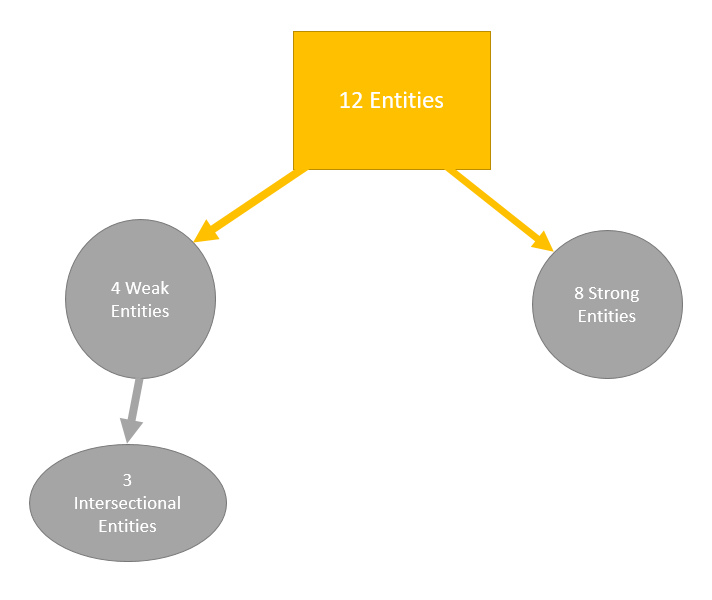 12 Entities
4 Weak
Entities
8 Strong
Entities
3
Intersectional
Entities